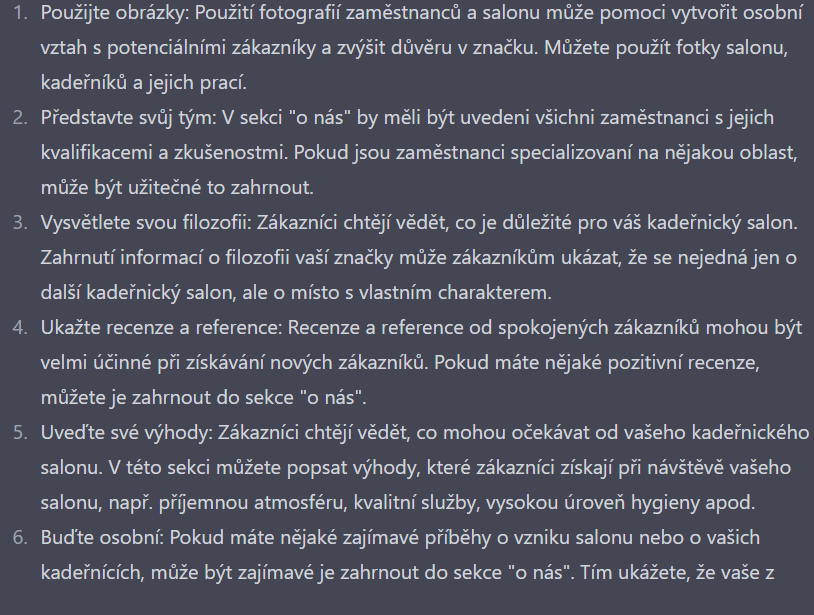 1. Použijte obrázky: Použití fotografií zaměstnanců a salonu může pomoci vytvořit osobní
vztah s potenciálními zákazníky a zvýšit důvěru v značku. Můžete použít fotky salonu,
kadeřníků a jejich prací.
2. Představte svůj tým: V sekci "o nás" by měli být uvedeni všichni zaměstnanci s jejich
kvalifikacemi a zkušenostmi. Pokud jsou zaměstnanci specializovaní na nějakou oblast,
může být užitečné to zahrnout.
3. Vysvětlete svou filozofii: Zákazníci chtějí vědět, co je důležité pro váš kadeřnický salon.
Zahrnutí informací o filozofii vaší značky může zákazníkům ukázat, že se nejedná jen o
další kadeřnický salon, ale o místo s vlastním charakterem.
4. Ukažte recenze a reference: Recenze a reference od spokojených zákazníků mohou být
velmi účinné při získávání nových zákazníků. Pokud máte nějaké pozitivní recenze,
můžete je zahrnout do sekce "o nás".
5. Uveďte své výhody: Zákazníci chtějí vědět, co mohou očekávat od vašeho kadeřnického
salonu. V této sekci můžete popsat výhody, které zákazníci získají při návštěvě vašeho
salonu, např. příjemnou atmosféru, kvalitní služby, vysokou úroveň hygieny apod.
6. Buďte osobní: Pokud máte nějaké zajímavé příběhy o vzniku salonu nebo o vašich
kadeřnících, může být zajímavé je zahrnout do sekce "o nás". Tím ukážete, že vaše z